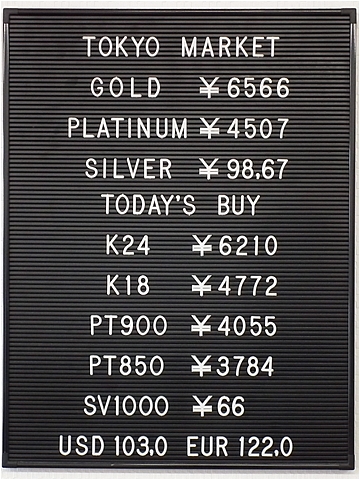 TOKYO MARKET
GOLD ¥6566
PLATINUM ¥4507
SILVER ¥98.67
TODAY'S BUY
K24 ¥6210
K18 ¥4772
PT900 ¥4055
PT850 ¥3784
SV1000 ¥66
USD 103.0 EUR 122.0